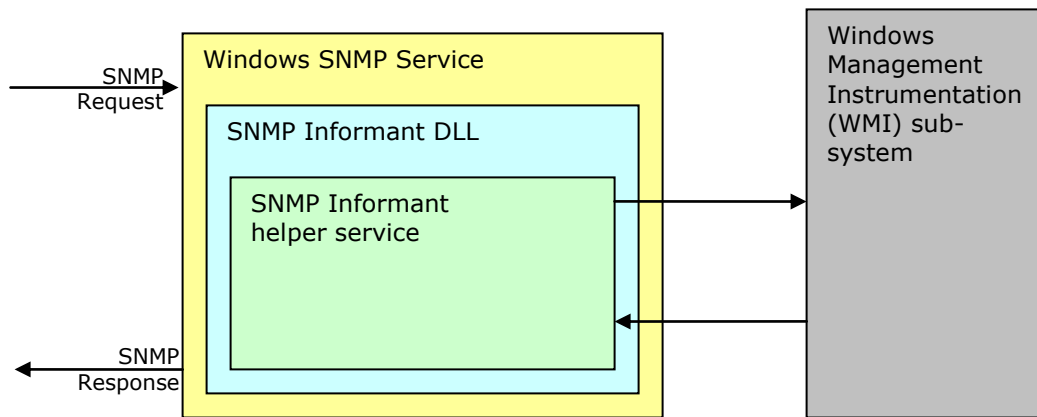 SNMP
Request
Windows SNMP Service
SNMP Informant DLL
SNMP Informant
helper service
SNMP
Response
Windows
Management
Instrumentation
(WMI) sub-
system